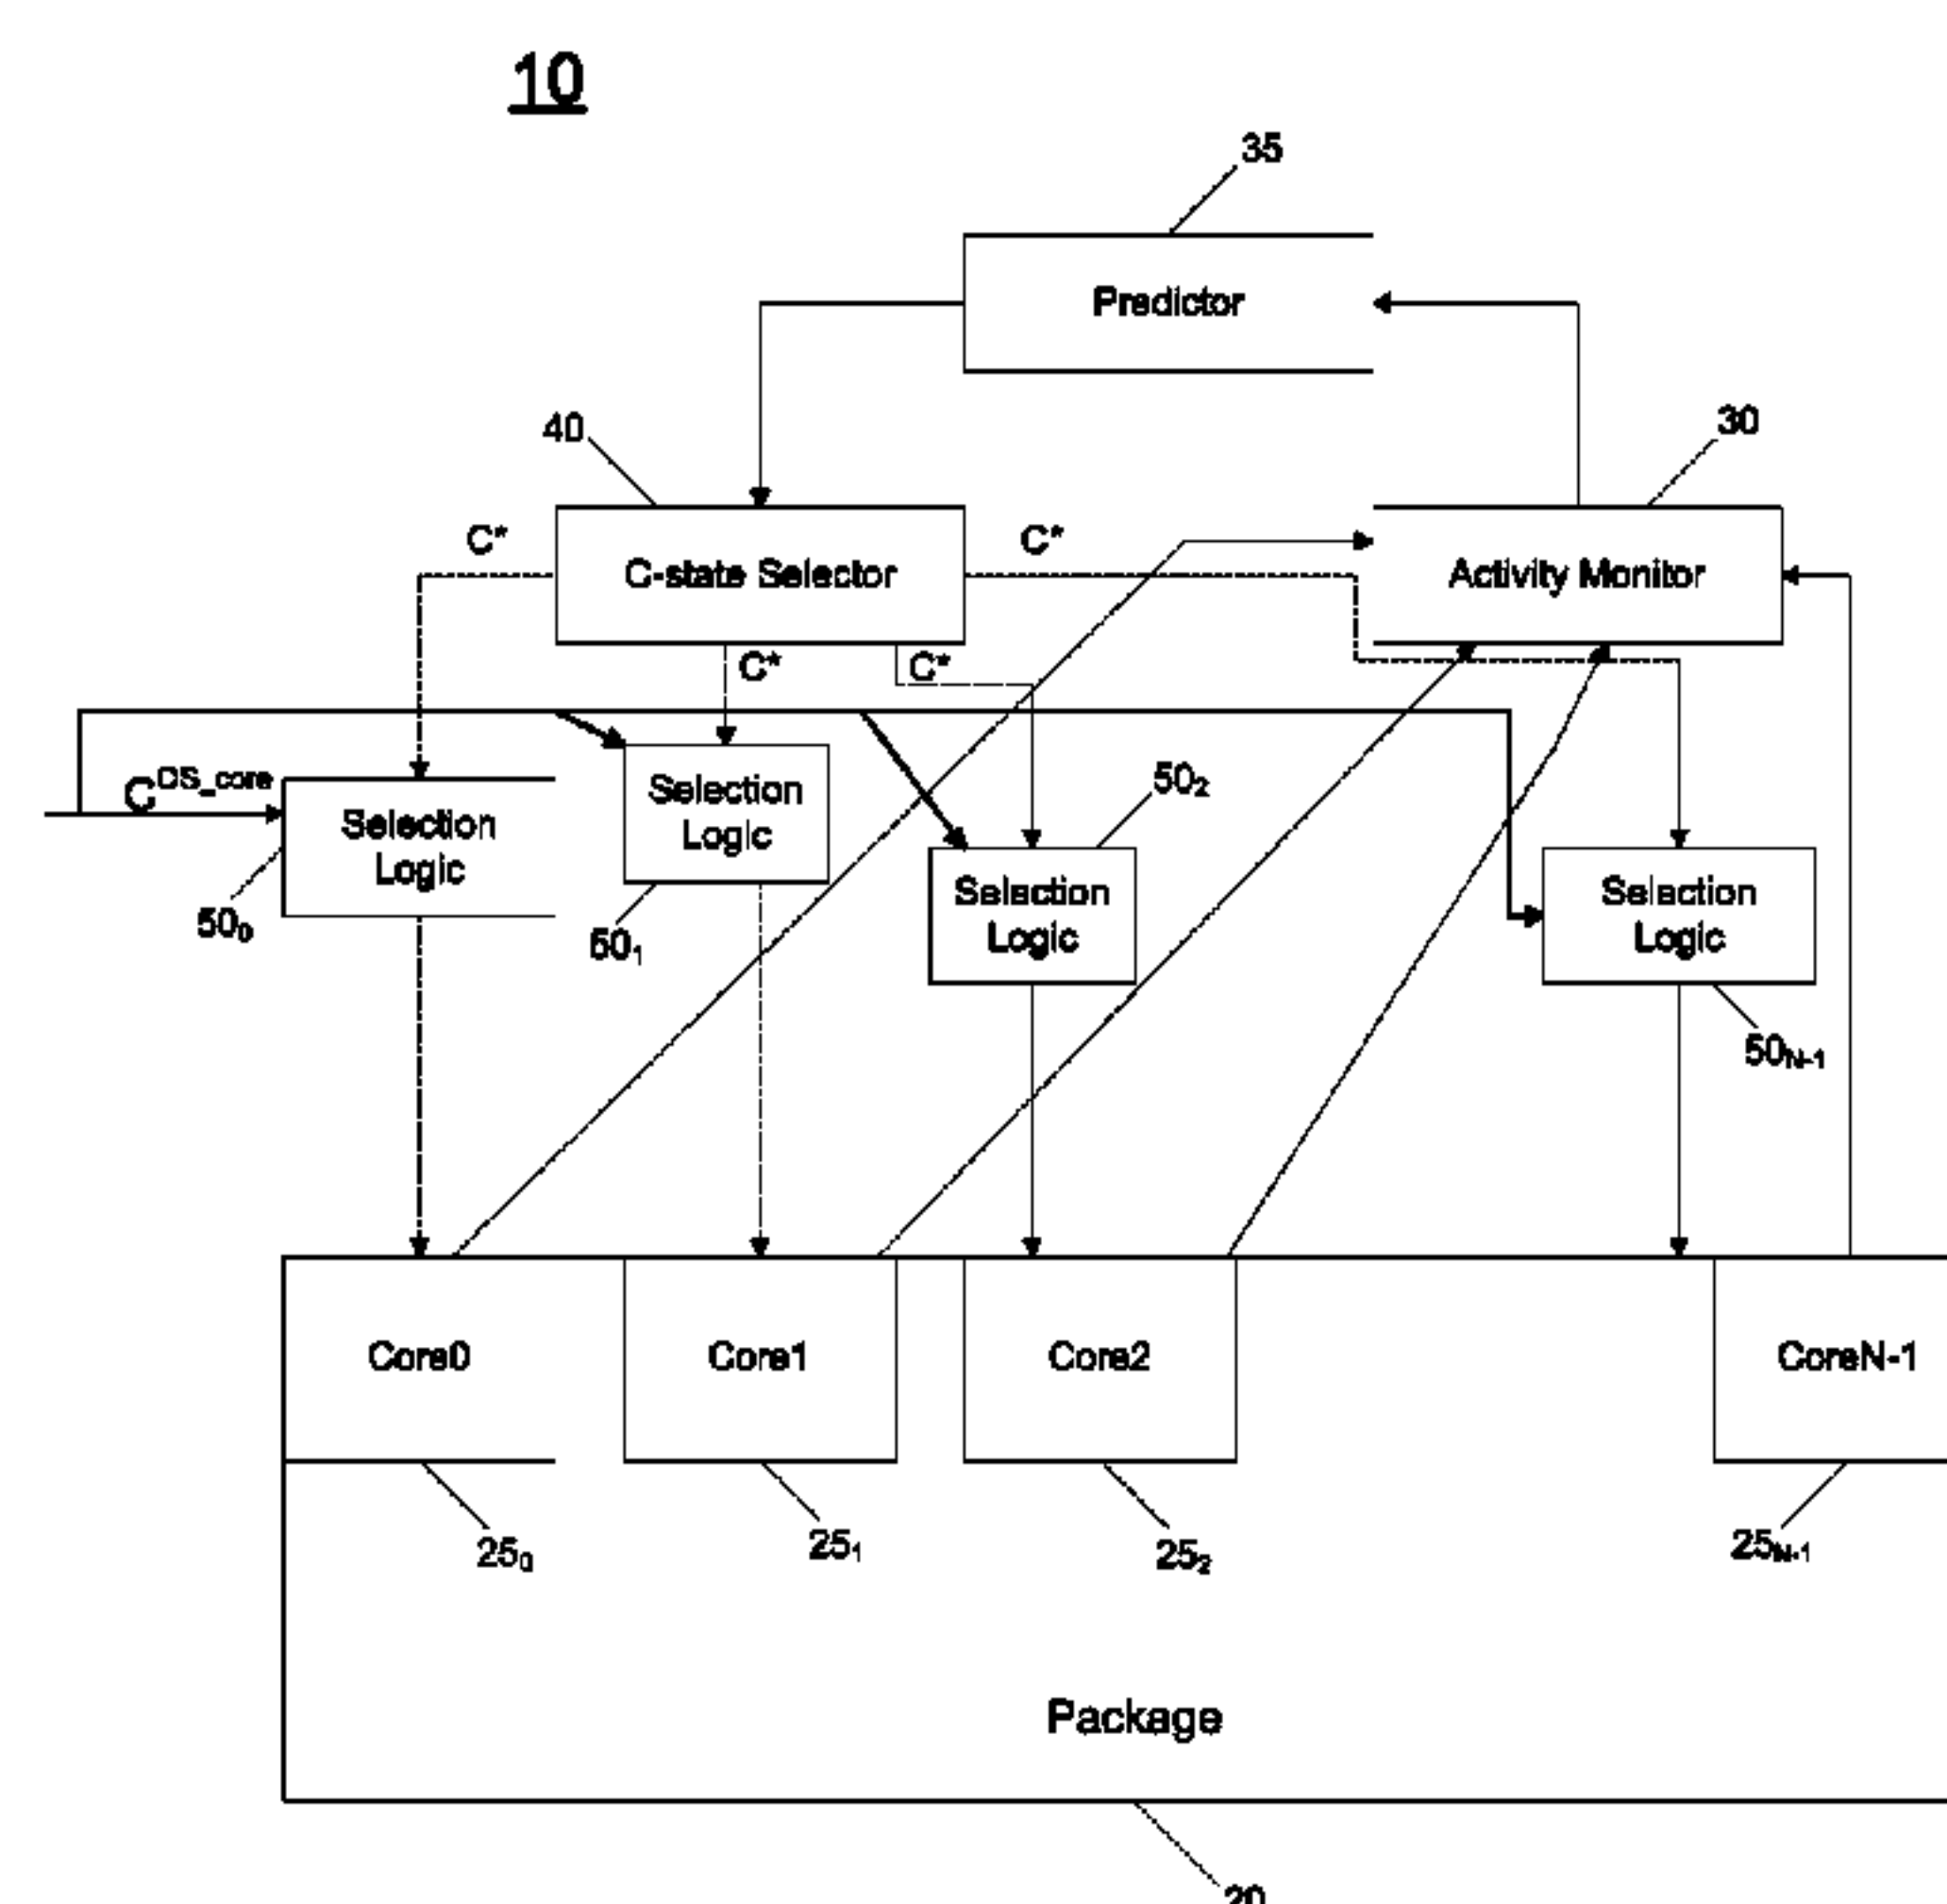 10
35
Predictor
40
30
C*
C*
C-state Selector
Activity Monitor
C*
C*
C^OS_core
Selection
Logic
Selection
Logic
50₂
Selection
Logic
Selection
Logic
50₀
50₁
50N-1
Core0
Core1
Core2
CoreN-1
25₀
25₁
25₂
25N-1
Package
20